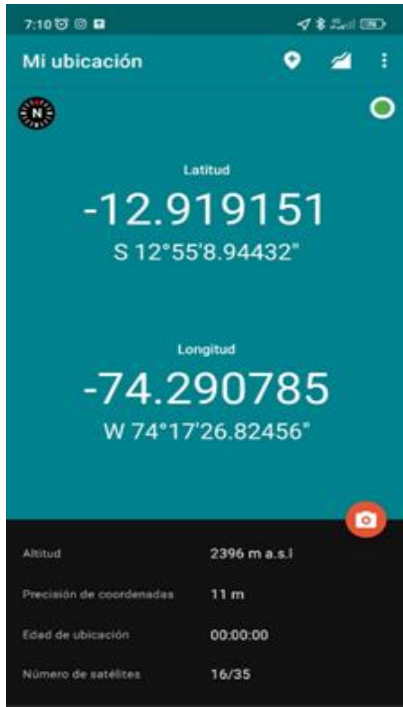 7:10
Mi ubicación
N
Latitud
-12.919151
S 12°55'8.94432"
Longitud
-74.290785
W 74°17'26.82456"
Altitud 2396 m a.s.l
Precisión de coordenadas 11 m
Edad de ubicación 00:00:00
Número de satélites 16/35